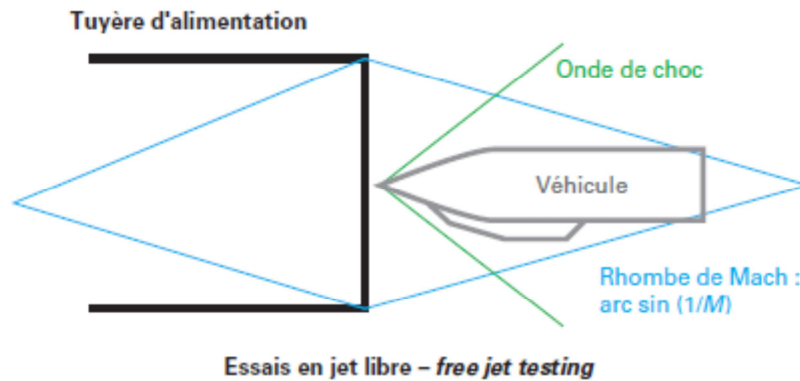 Tuyère d'alimentation
Onde de choc
Véhicule
Rhombe de Mach :
arc sin (1/M)
Essais en jet libre – free jet testing